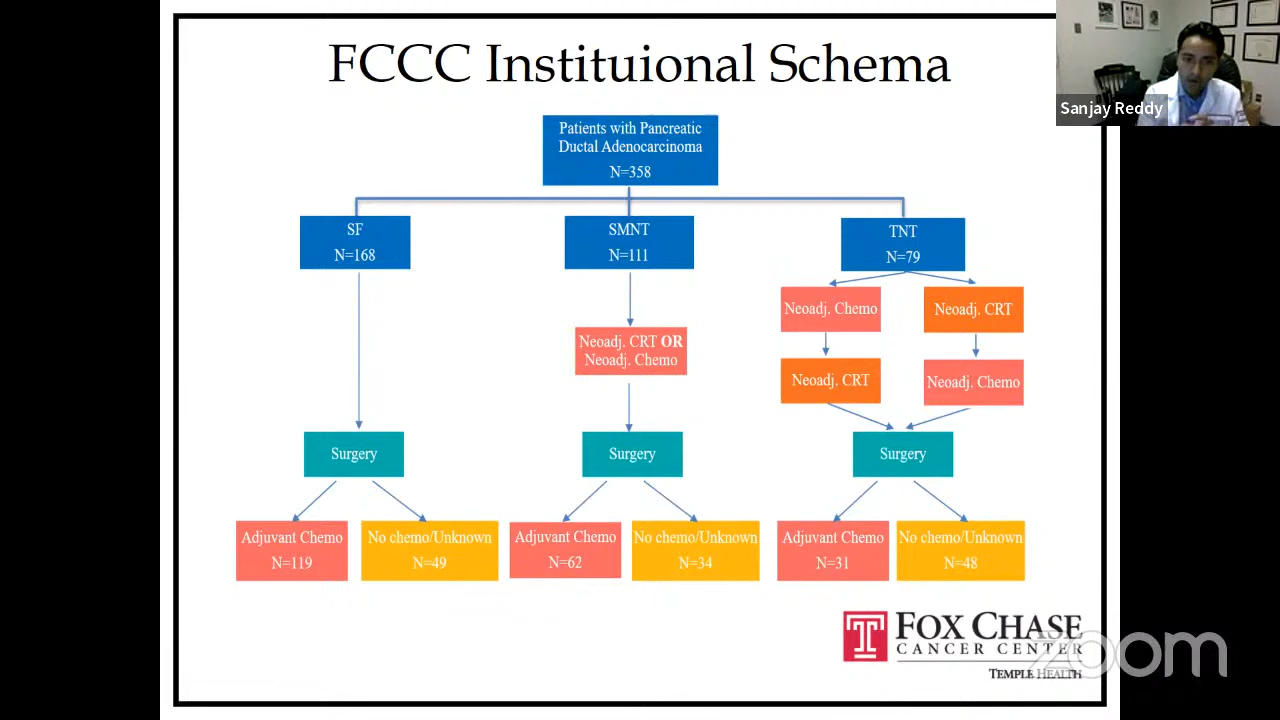 FCCC Instituional Schema
Sanjay Reddy
Patients with Pancreatic
Ductal Adenocarcinoma
N=358
SF
N=168
SMNT
N=111
TNT
N=79
Neoadj. Chemo
Neoadj. CRT
Neoadj. CRT OR
Neoadj. Chemo
Neoadj. CRT
Neoadj. Chemo
Surgery
Surgery
Surgery
Adjuvant Chemo
N=119
No chemo/Unknown
N=49
Adjuvant Chemo
N=62
No chemo/Unknown
N=34
Adjuvant Chemo
N=31
No chemo/Unknown
N=48
FOX CHASE
CANCER CENTER
TEMPLE HEALTH
zoom